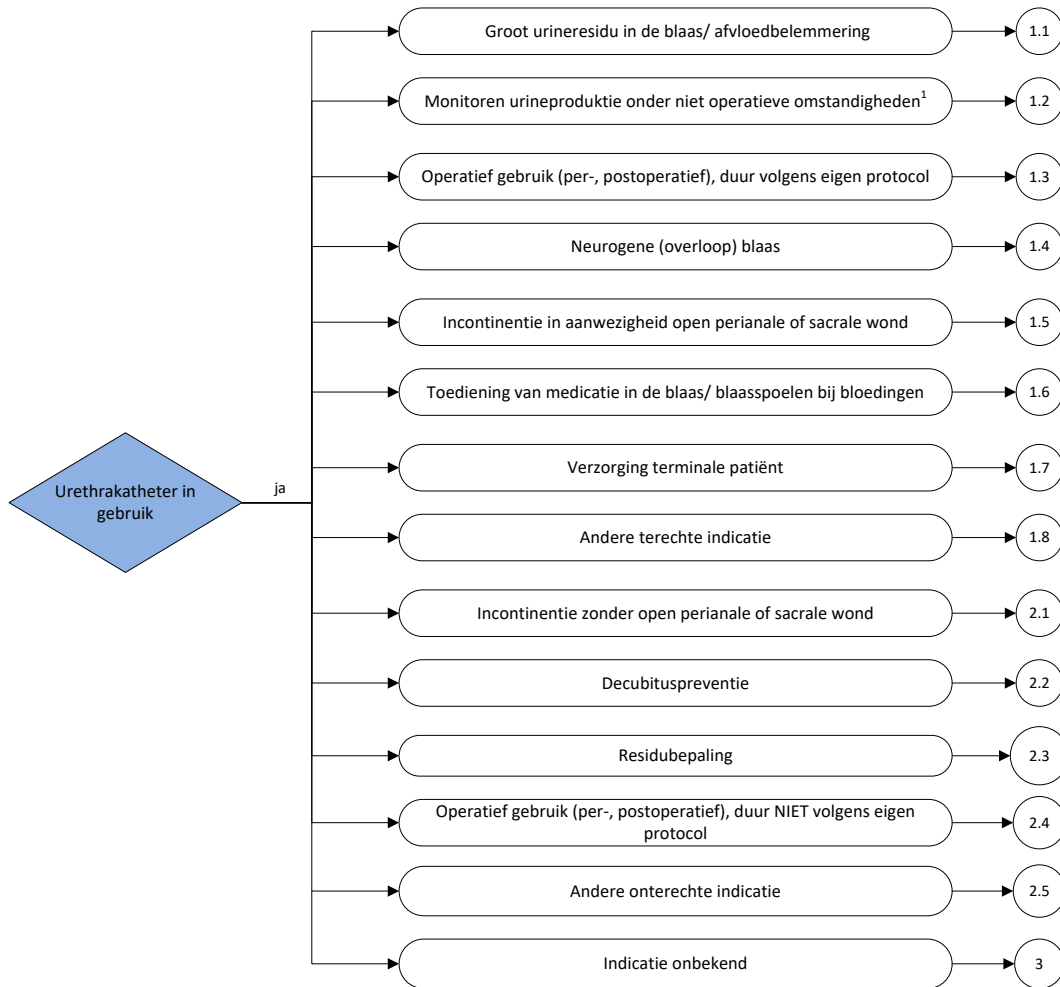 Groot urineresidu in de blaas/ afvloedbelemmering
1.1
Monitoren urineproduktie onder niet operatieve omstandigheden1
1.2
Operatief gebruik (per-, postoperatief), duur volgens eigen protocol
1.3
Neurogene (overloop) blaas
1.4
Incontinentie in aanwezigheid open perianale of sacrale wond
1.5
Toediening van medicatie in de blaas/ blaasspoelen bij bloedingen
1.6
Verzorging terminale patiënt
1.7
Urethrakatheter in
gebruik
ja
Andere terechte indicatie
1.8
Incontinentie zonder open perianale of sacrale wond
2.1
Decubituspreventie
2.2
Residubepaling
2.3
Operatief gebruik (per-, postoperatief), duur NIET volgens eigen
protocol
2.4
Andere onterechte indicatie
2.5
Indicatie onbekend
3